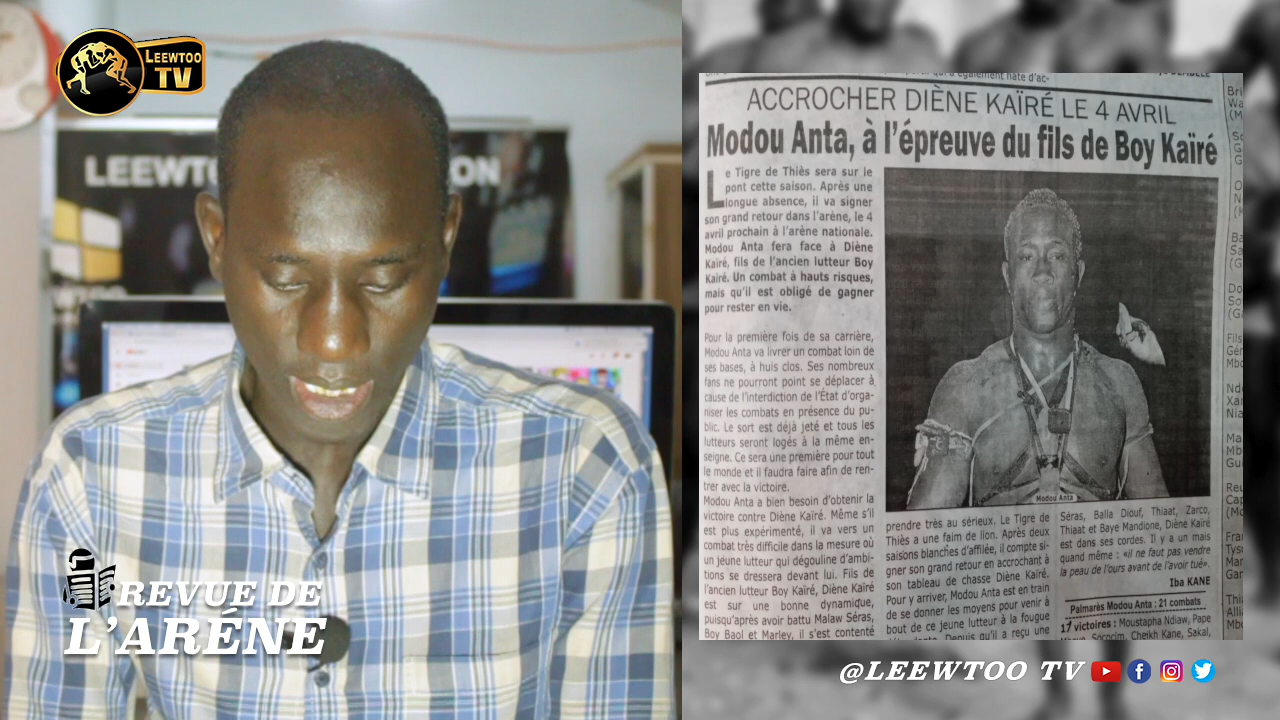 LEEWTOO
TV
LEEWTO
ON
REVUE DE
L'ARÉNE
ACCROCHER DIÈNE KAÏRÉ LE 4 AVRIL
Modou Anta, à l'épreuve du fils de Boy Kaïré
Le Tigre de Thiès sera sur le
pont cette saison. Après une
longue absence, il va signer
son grand retour dans l'arène, le 4
avril prochain à l'arène nationale.
Modou Anta fera face à Diène
Kaïré, fils de l'ancien lutteur Boy
Kaïré. Un combat à hauts risques,
mais qu'il est obligé de gagner
pour rester en vie.
Pour la première fois de sa carrière,
Modou Anta va livrer un combat loin de
ses bases, à huis clos. Ses nombreux
fans ne pourront point se déplacer à
cause de l'interdiction de l'État d'orga-
niser les combats en présence du pu-
blic. Le sort est déjà jeté et tous les
lutteurs seront logés à la même en-
seigne. Ce sera une première pour tout
le monde et il faudra faire afin de ren-
trer avec la victoire.
Modou Anta a bien besoin d'obtenir la
victoire contre Diène Kaïré. Même s'il
est plus expérimenté, il va vers un
combat très difficile dans la mesure où
un jeune lutteur qui dégouline d'ambi-
tions se dressera devant lui. Fils de
l'ancien lutteur Boy Kaïré, Diène Kaïré
est sur une bonne dynamique,
puisqu'après avoir battu Malaw Séras,
Boy Baol et Marley, il s'est contenté
Modou Anta
prendre très au sérieux. Le Tigre de
Thiès a une faim de lion. Après deux
saisons blanches d'affilée, il compte si-
gner son grand retour en accrochant à
son tableau de chasse Diène Kaïré.
Pour y arriver, Modou Anta est en train
de se donner les moyens pour venir à
bout de ce jeune lutteur à la fougue
Depuis qu'il a reçu une
Séras, Balla Diouf, Thiaat, Zarco,
Thiaat et Baye Mandione, Diène Kaïré
est dans ses cordes. Il y a un mais
quand même : «il ne faut pas vendre
la peau de l'ours avant de l'avoir tué».
Iba KANE
Palmarès Modou Anta : 21 combats
17 victoires : Moustapha Ndiaw, Pape
Cheikh Kane, Sakal,
@LEEWTOO TV